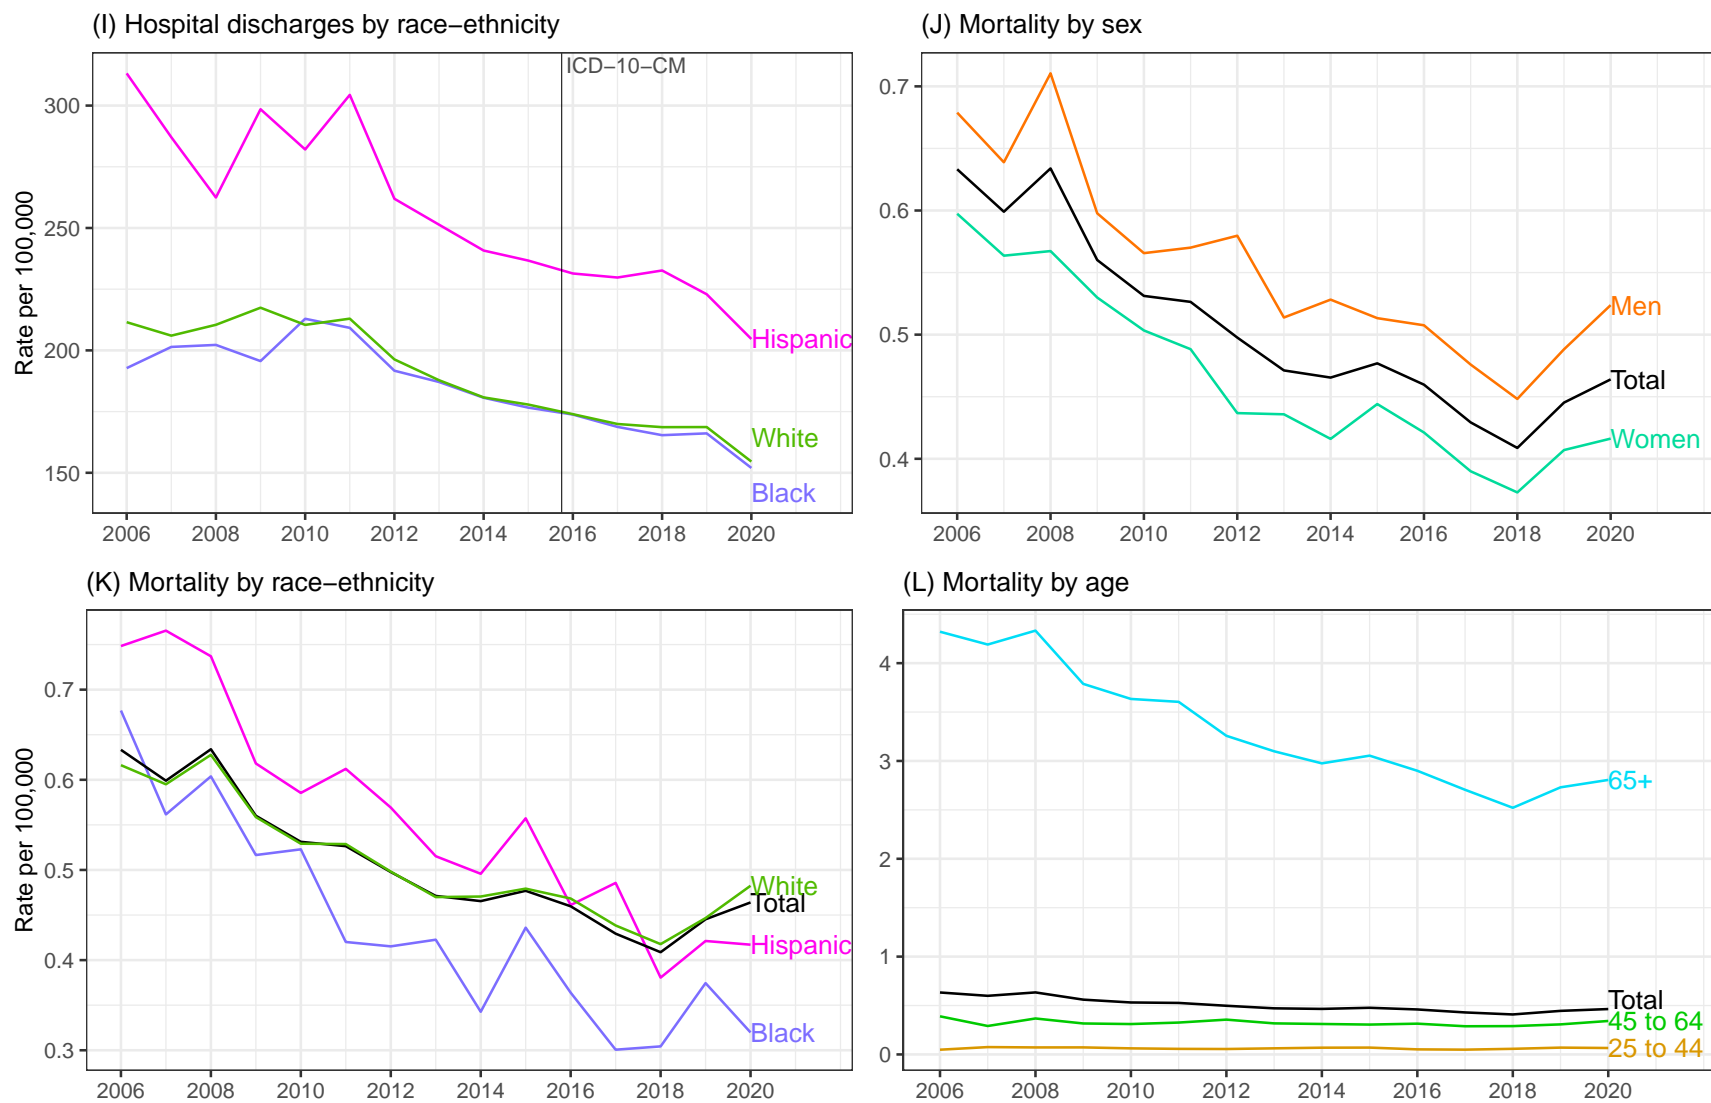 (I) Hospital discharges by race−ethnicity
ICD−10−CM
Rate per 100,000
300
250
200
150
Hispanic
White
Black
2006 2008 2010 2012 2014 2016 2018 2020
(J) Mortality by sex
0.7
0.6
0.5
0.4
Men
Total
Women
2006 2008 2010 2012 2014 2016 2018 2020
(K) Mortality by race−ethnicity
Rate per 100,000
0.7
0.6
0.5
0.4
0.3
White
Total
Hispanic
Black
2006 2008 2010 2012 2014 2016 2018 2020
(L) Mortality by age
4
3
2
1
0
65+
Total
45 to 64
25 to 44
2006 2008 2010 2012 2014 2016 2018 2020